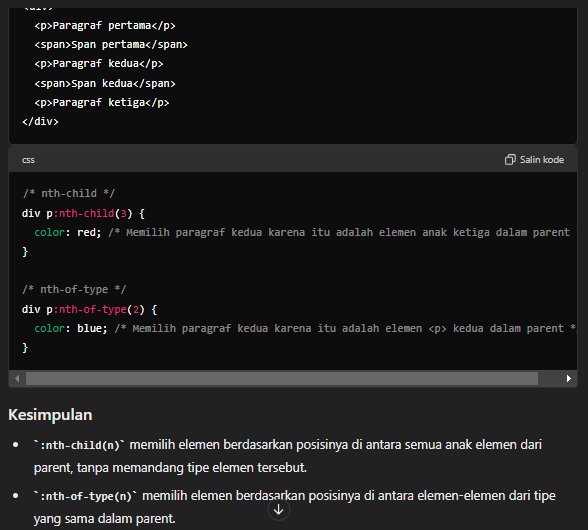 <div>
<p>Paragraf pertama</p>
<span>Span pertama</span>
<p>Paragraf kedua</p>
<span>Span kedua</span>
<p>Paragraf ketiga</p>
</div>
css
Salin kode
/* nth-child */
div p:nth-child(3) {
color: red; /* Memilih paragraf kedua karena itu adalah elemen anak ketiga dalam parent
}
/* nth-of-type */
div p:nth-of-type(2) {
color: blue; /* Memilih paragraf kedua karena itu adalah elemen <p> kedua dalam parent *
}
Kesimpulan
• `:nth-child(n)` memilih elemen berdasarkan posisinya di antara semua anak elemen dari
parent, tanpa memandang tipe elemen tersebut.
• `:nth-of-type(n)` memilih elemen berdasarkan posisinya di antara elemen-elemen dari tipe
yang sama dalam parent.